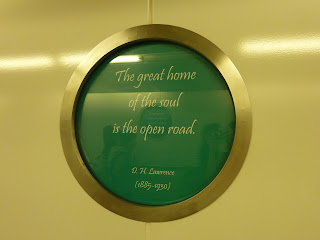 The great home
of the soul
is the open road.
D. H. Lawrence
(1885-1930)